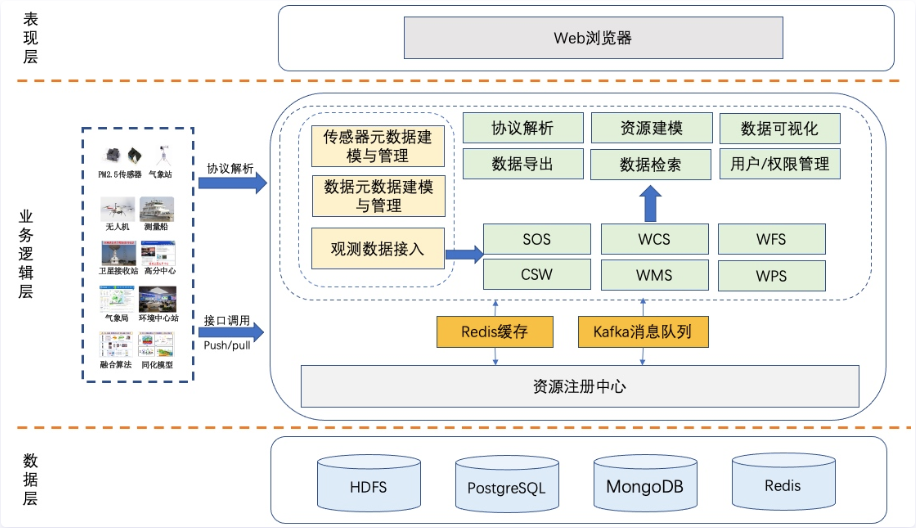 表
现
层
Web浏览器
业
务
逻
辑
层
PM2.5传感器
气象站
无人机
测量船
卫星接收站
高分中心
气象局
环境中心站
融合算法
同化模型
协议解析
接口调用
Push/pull
传感器元数据建
模与管理
数据元数据建模
与管理
观测数据接入
协议解析
资源建模
数据可视化
数据导出
数据检索
用户/权限管理
SOS
WCS
WFS
CSW
WMS
WPS
Redis缓存
Kafka消息队列
资源注册中心
数
据
层
HDFS
PostgreSQL
MongoDB
Redis